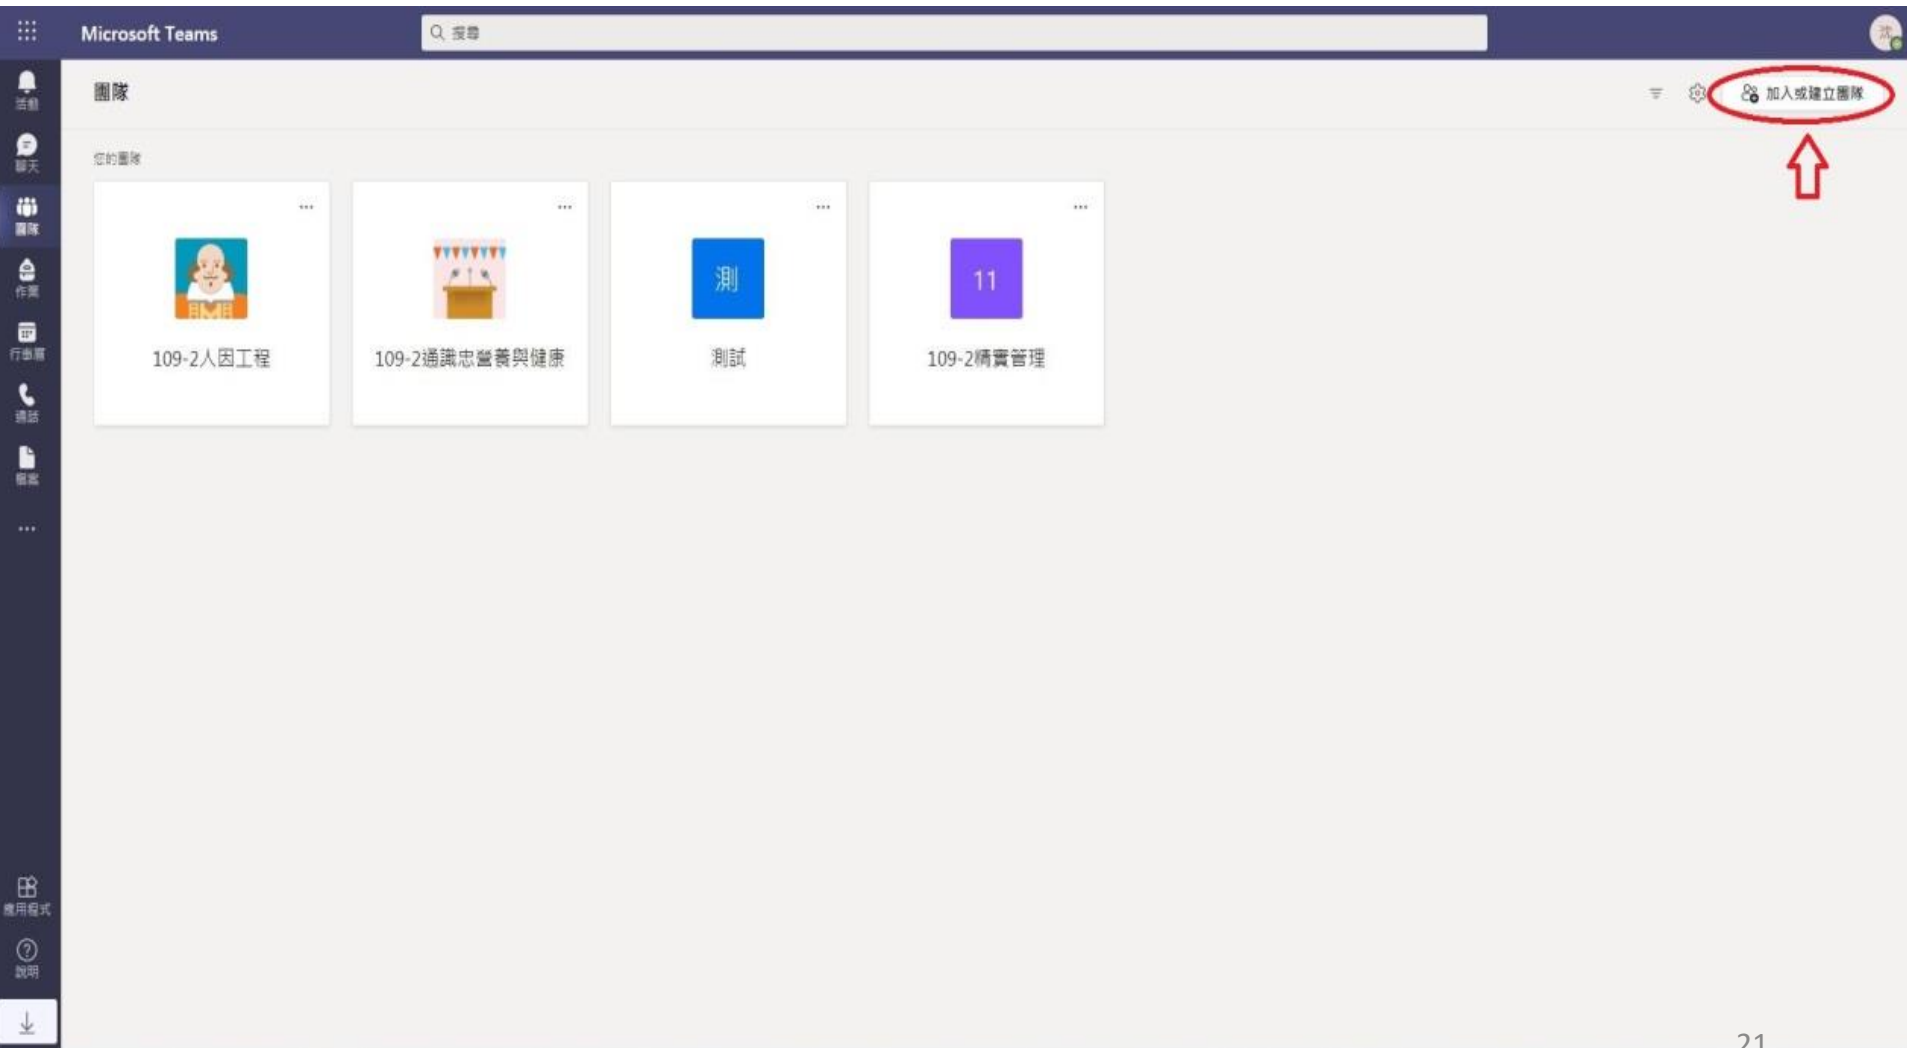 Microsoft Teams
搜尋
沈
活動
聊天
團隊
作業
行事曆
通話
檔案
...
應用程式
說明
團隊
加入或建立團隊
您的團隊
測
11
109-2人因工程
109-2通識忠營養與健康
測試
109-2精實管理
21